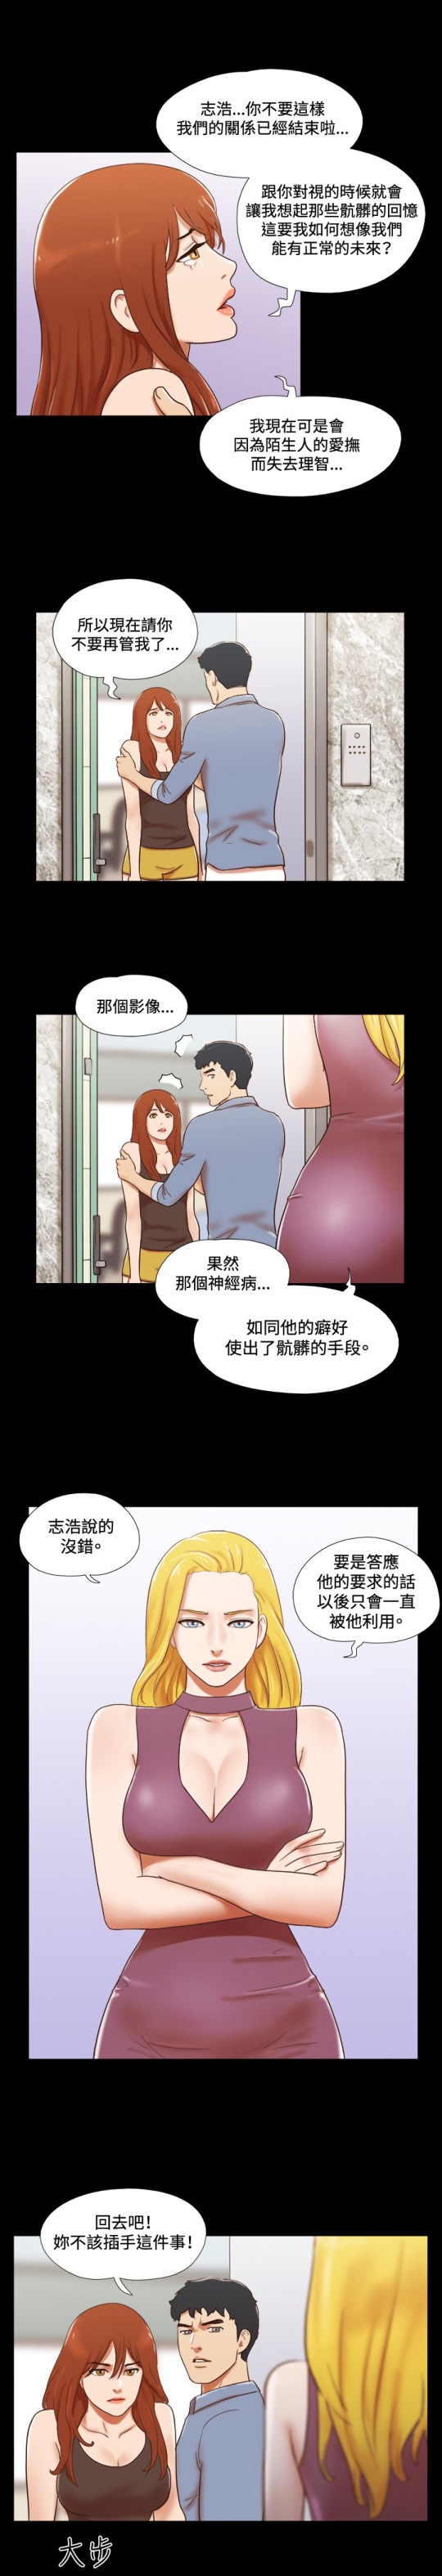 志浩...你不要這樣
我們的關係已經結束啦...
跟你對視的時候就會
讓我想起那些骯髒的回憶
這要我如何想像我們
能有正常的未來？
我現在可是會
因為陌生人的愛撫
而失去理智...
所以現在請你
不要再管我了...
那個影像...
果然
那個神經病...
如同他的癖好
使出了骯髒的手段。
志浩說的
沒錯。
要是答應
他的要求的話
以後只會一直
被他利用。
回去吧！
妳不該插手這件事！
大步